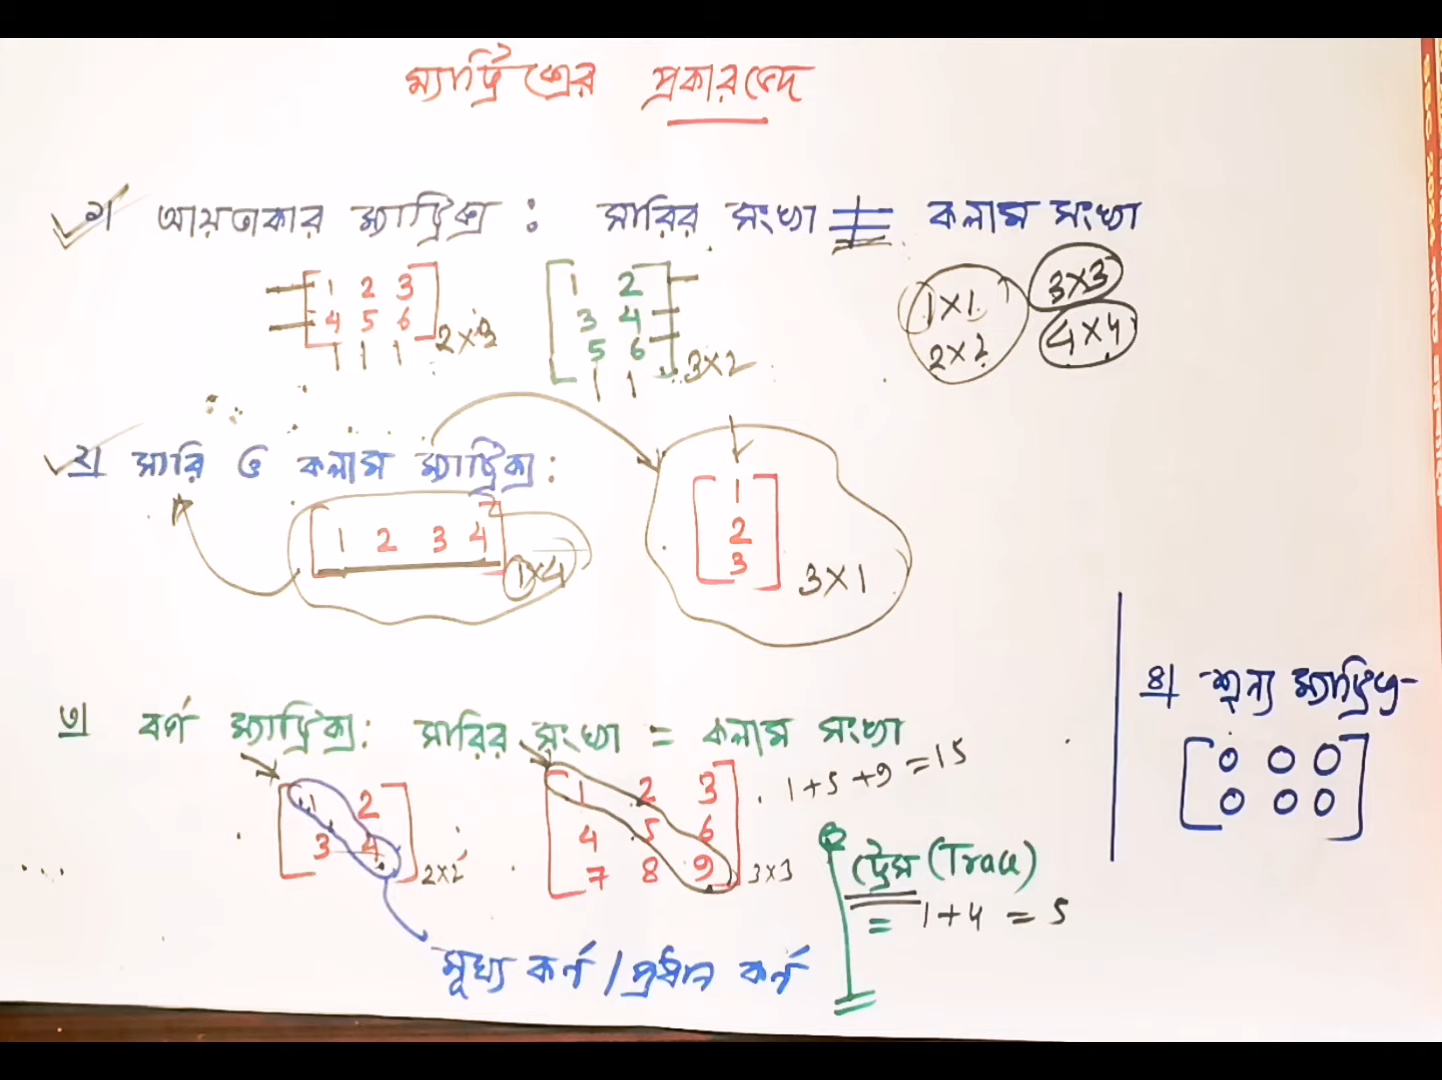 ম্যাট্রিক্সের প্রকারভেদ
১। আয়তাকার ম্যাট্রিক্স : সারির সংখ্যা ≠ কলাম সংখ্যা
1 2 3
4 5 6
2×3
1 2
3 4
5 6
3×2
1×1
2×2
3×3
4×4
২। সারি ও কলাম ম্যাট্রিক্স :
1 2 3 4
1×4
1
2
3
3×1
৩। বর্গ ম্যাট্রিক্স : সারির সংখ্যা = কলাম সংখ্যা
1 2
3 4
2×2
1 2 3
4 5 6
7 8 9
3×3
1+5+9=15
ট্রেস (Trace)
= 1+4 = 5
মূখ্য কর্ণ / প্রধান কর্ণ
৪। শূন্য ম্যাট্রিক্স
0 0 0
0 0 0